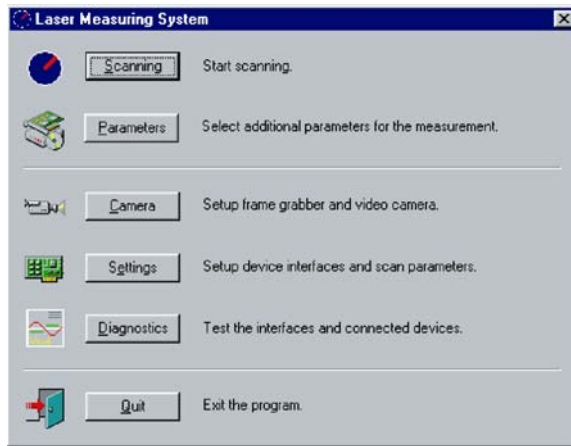 Laser Measuring System
Scanning Start scanning.
Parameters Select additional parameters for the measurement.
Camera Setup frame grabber and video camera.
Settings Setup device interfaces and scan parameters.
Diagnostics Test the interfaces and connected devices.
Quit Exit the program.